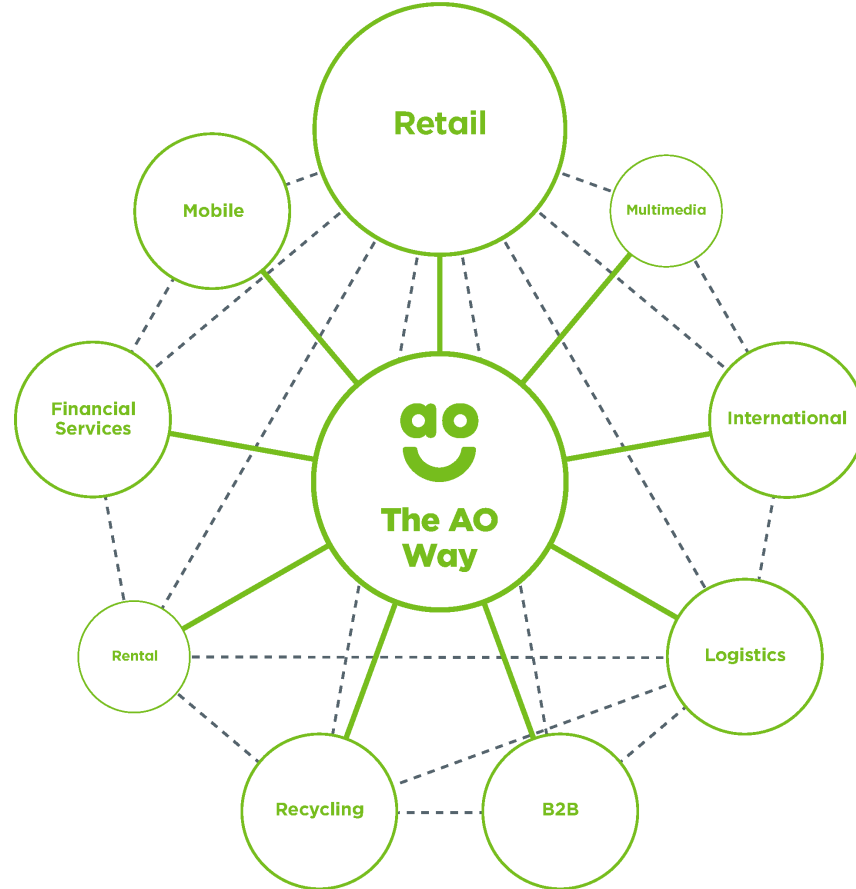 Retail
Mobile
Multimedia
Financial
Services
International
ao
The AO
Way
Rental
Logistics
Recycling
B2B